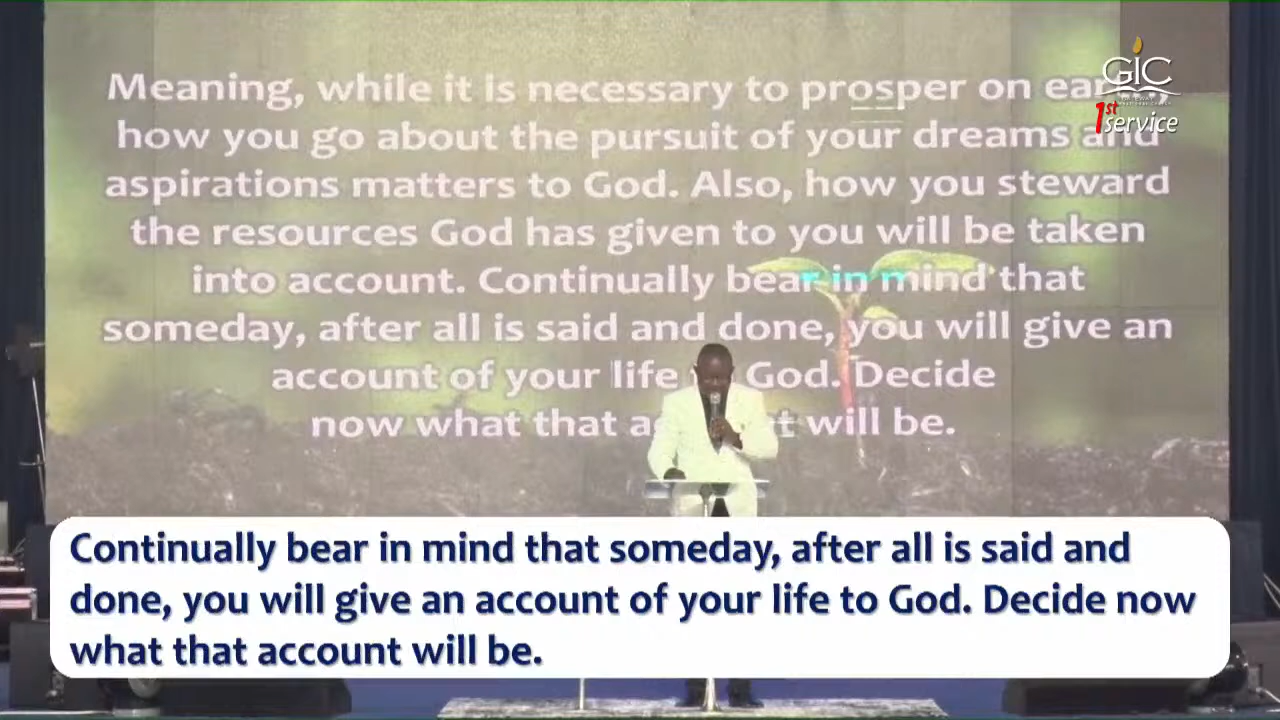 Meaning, while it is necessary to prosper on
how you go about the pursuit of your dreams and
aspirations matters to God. Also, how you steward
the resources God has given to you will be taken
into account. Continually bear in mind that
someday, after all is said and done, you will give an
account of your life God. Decide
now what that will be.
GIC
1st
service
Continually bear in mind that someday, after all is said and
done, you will give an account of your life to God. Decide now
what that account will be.